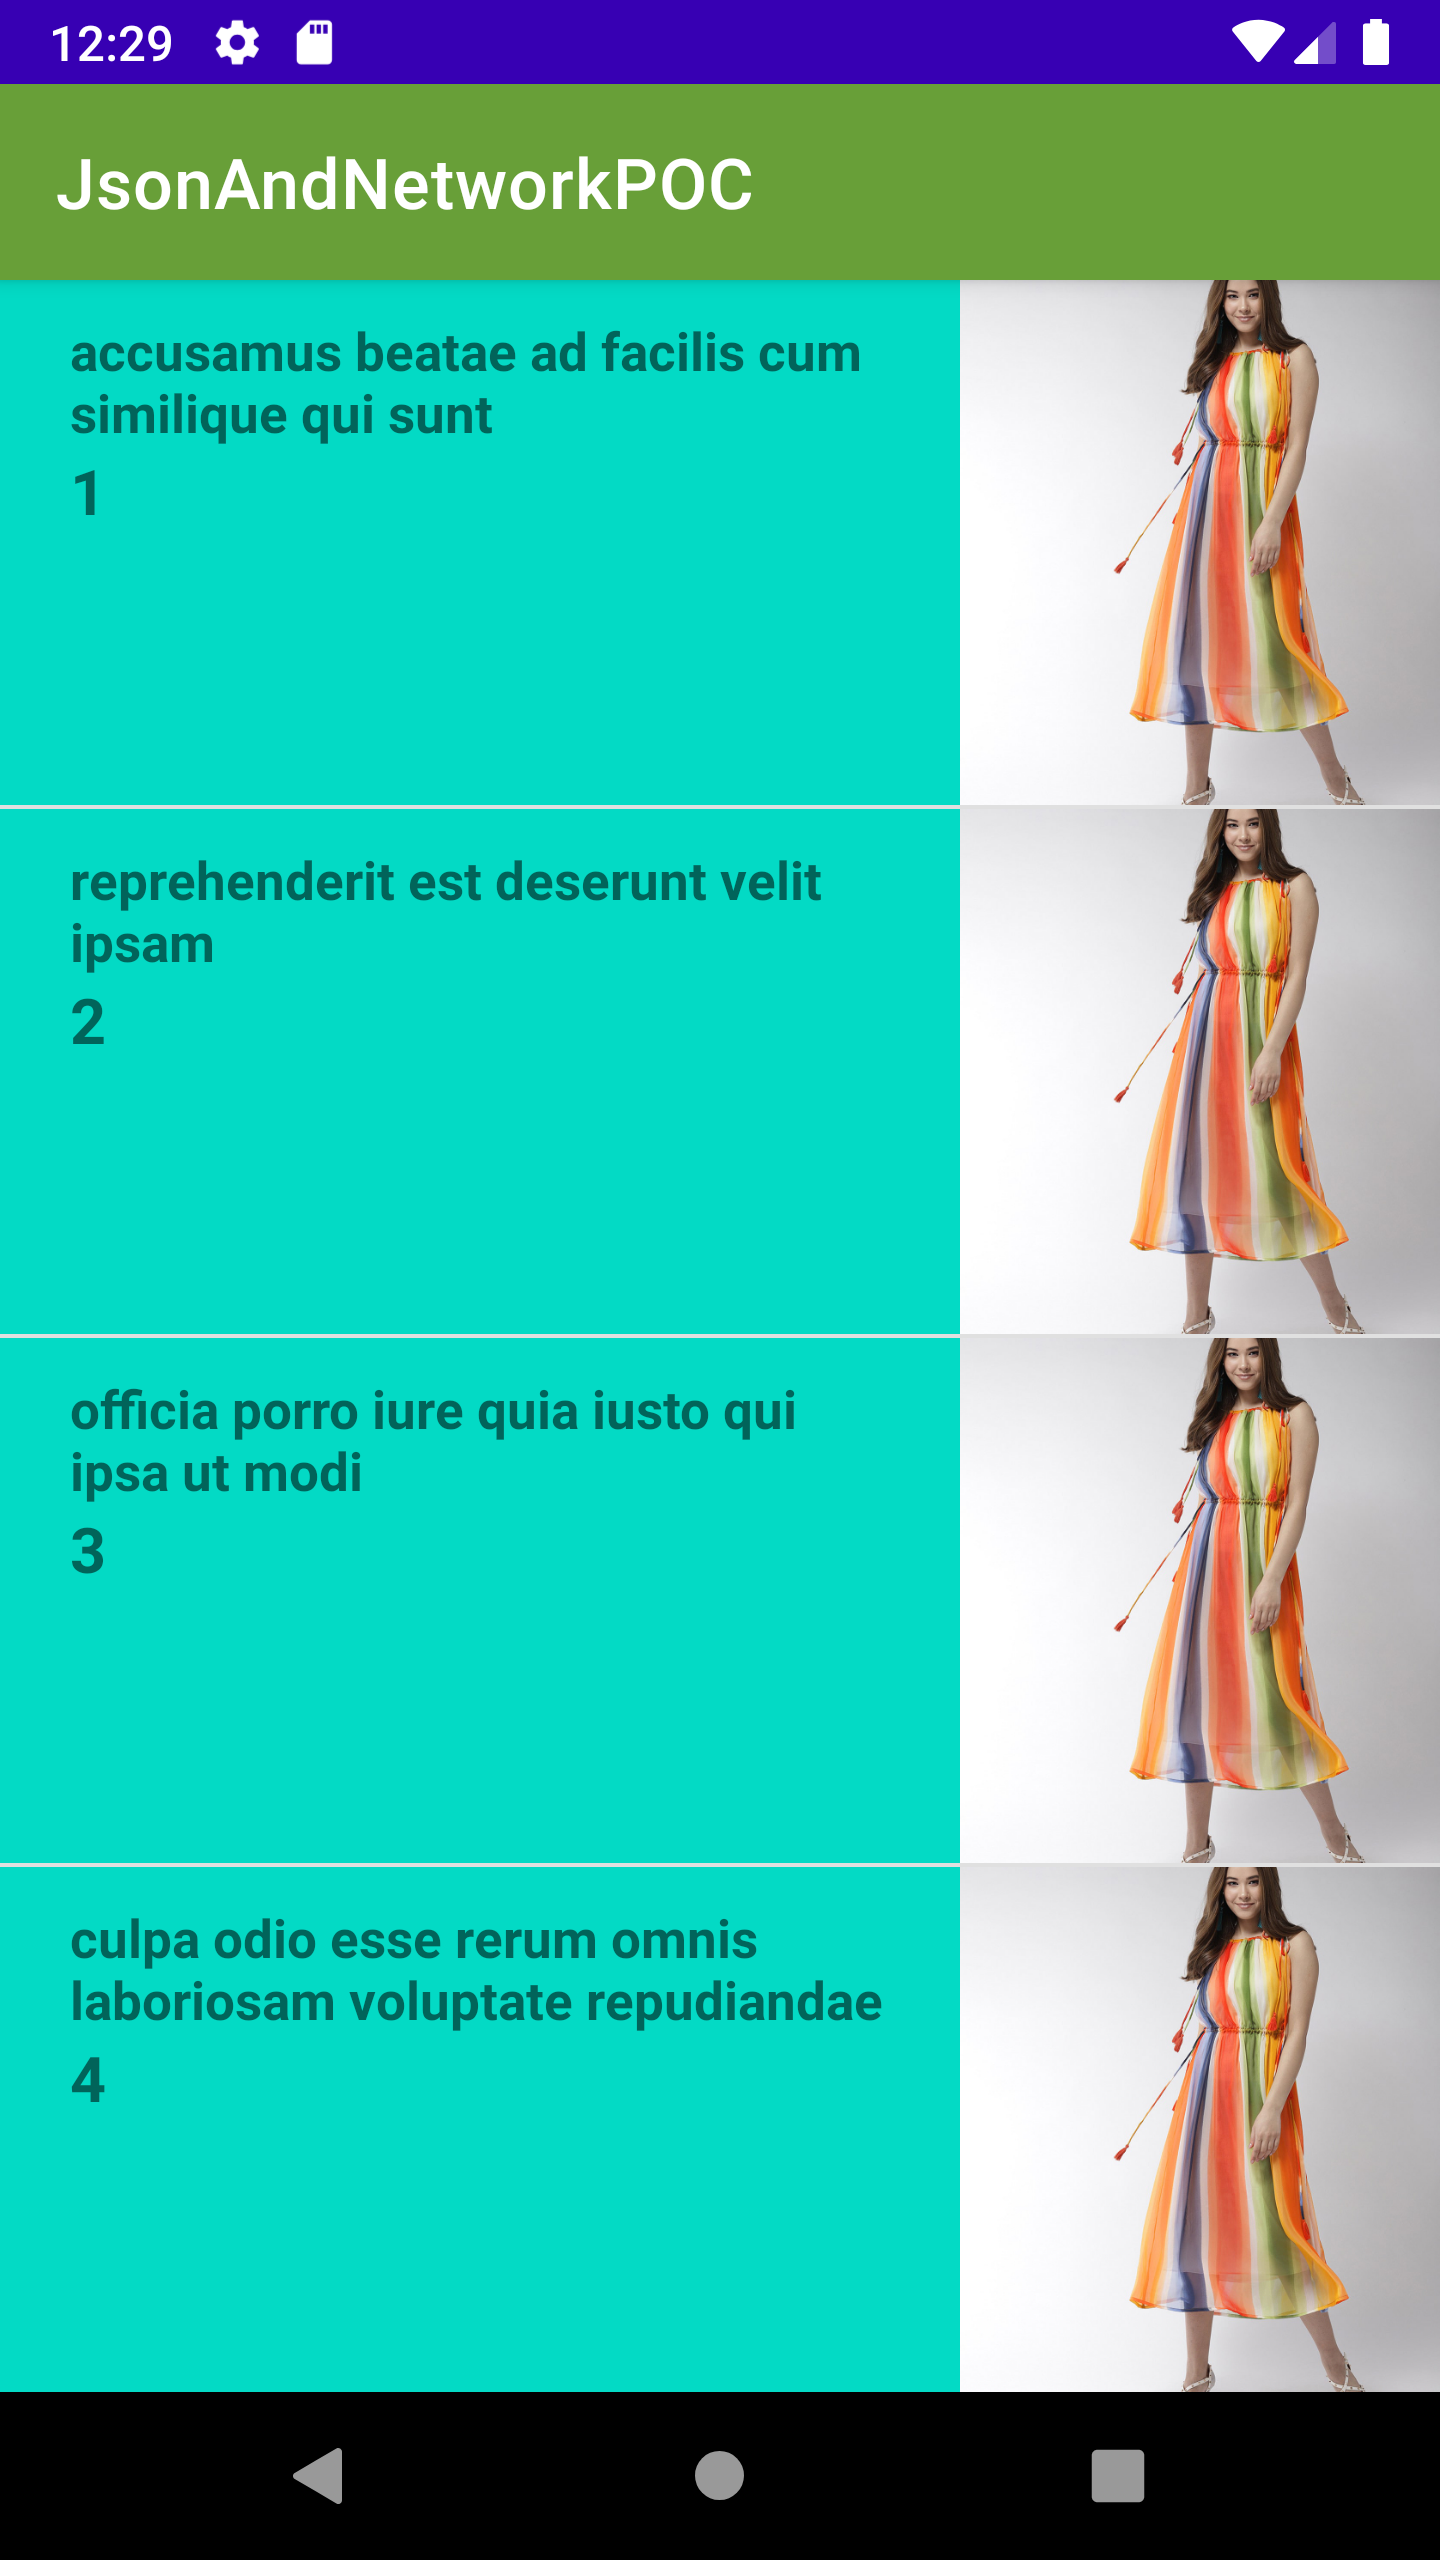 12:29
JsonAndNetworkPOC
accusamus beatae ad facilis cum
similique qui sunt
1
reprehenderit est deserunt velit
ipsam
2
officia porro iure quia iusto qui
ipsa ut modi
3
culpa odio esse rerum omnis
laboriosam voluptate repudiandae
4